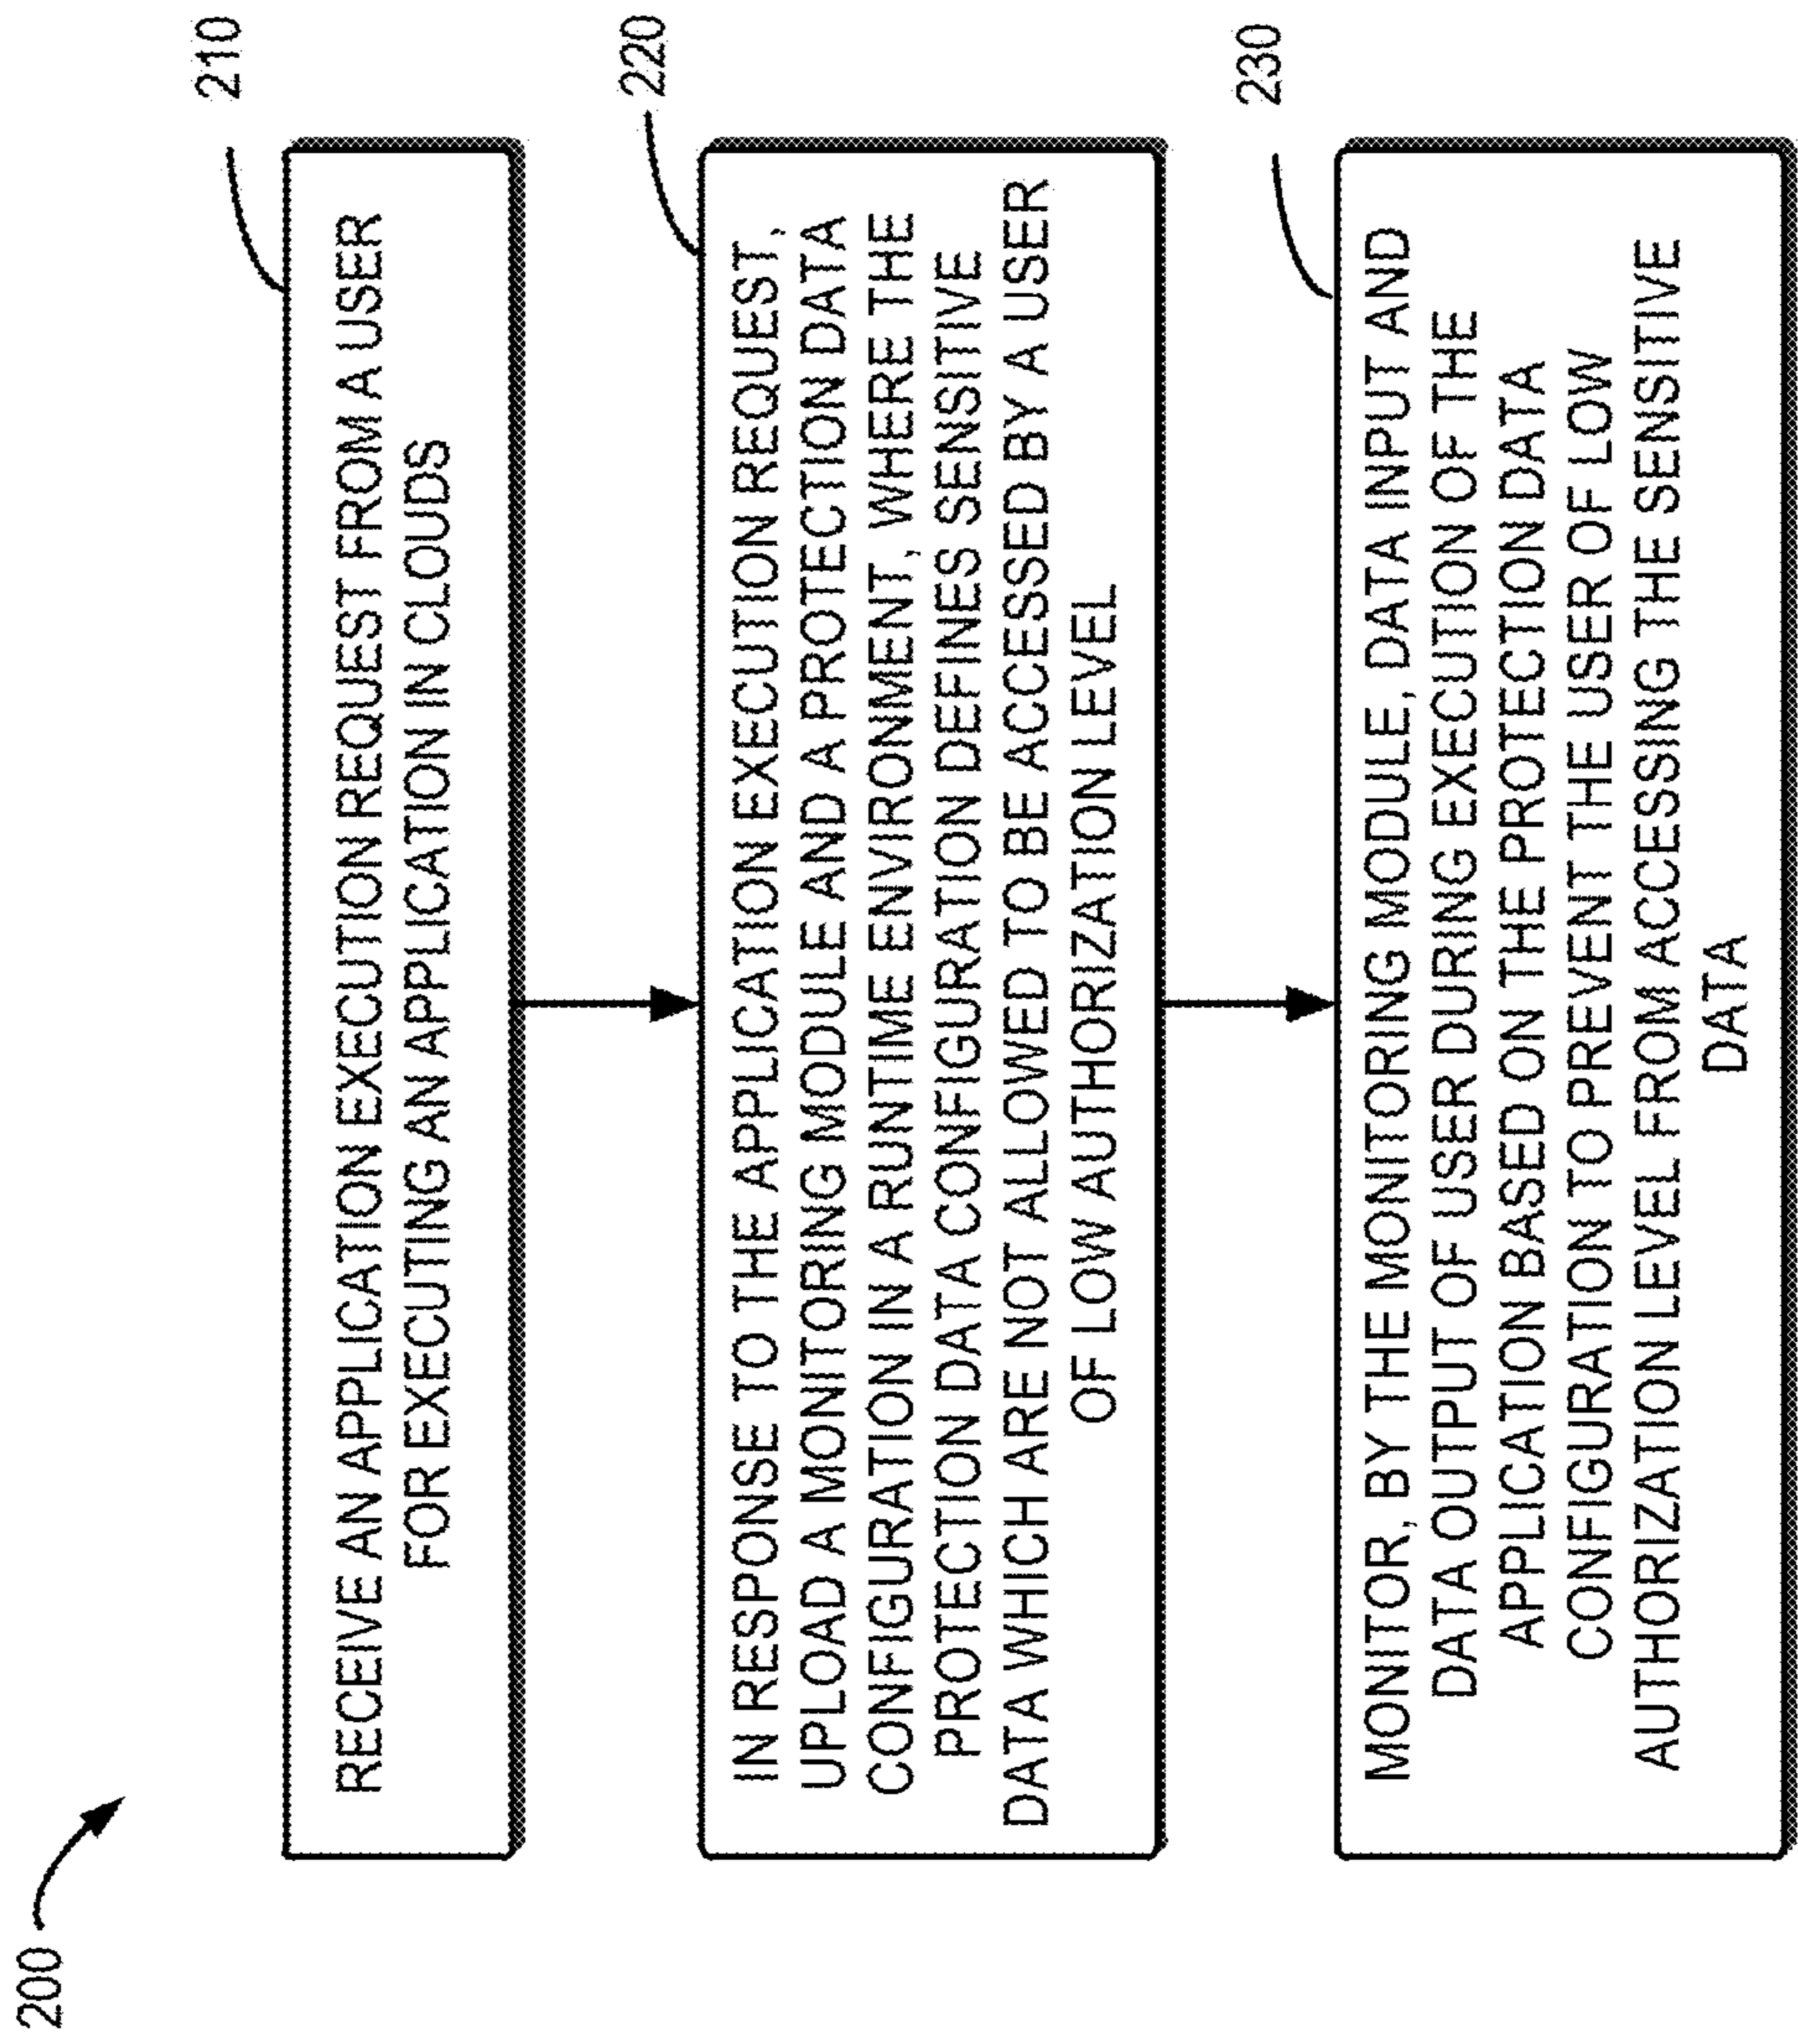 200
210
RECEIVE AN APPLICATION EXECUTION REQUEST FROM A USER
FOR EXECUTING AN APPLICATION IN CLOUDS
220
IN RESPONSE TO THE APPLICATION EXECUTION REQUEST,
UPLOAD A MONITORING MODULE AND A PROTECTION DATA
CONFIGURATION IN A RUNTIME ENVIRONMENT, WHERE THE
PROTECTION DATA CONFIGURATION DEFINES SENSITIVE
DATA WHICH ARE NOT ALLOWED TO BE ACCESSED BY A USER
OF LOW AUTHORIZATION LEVEL
230
MONITOR, BY THE MONITORING MODULE, DATA INPUT AND
DATA OUTPUT OF USER DURING EXECUTION OF THE
APPLICATION BASED ON THE PROTECTION DATA
CONFIGURATION TO PREVENT THE USER OF LOW
AUTHORIZATION LEVEL FROM ACCESSING THE SENSITIVE
DATA